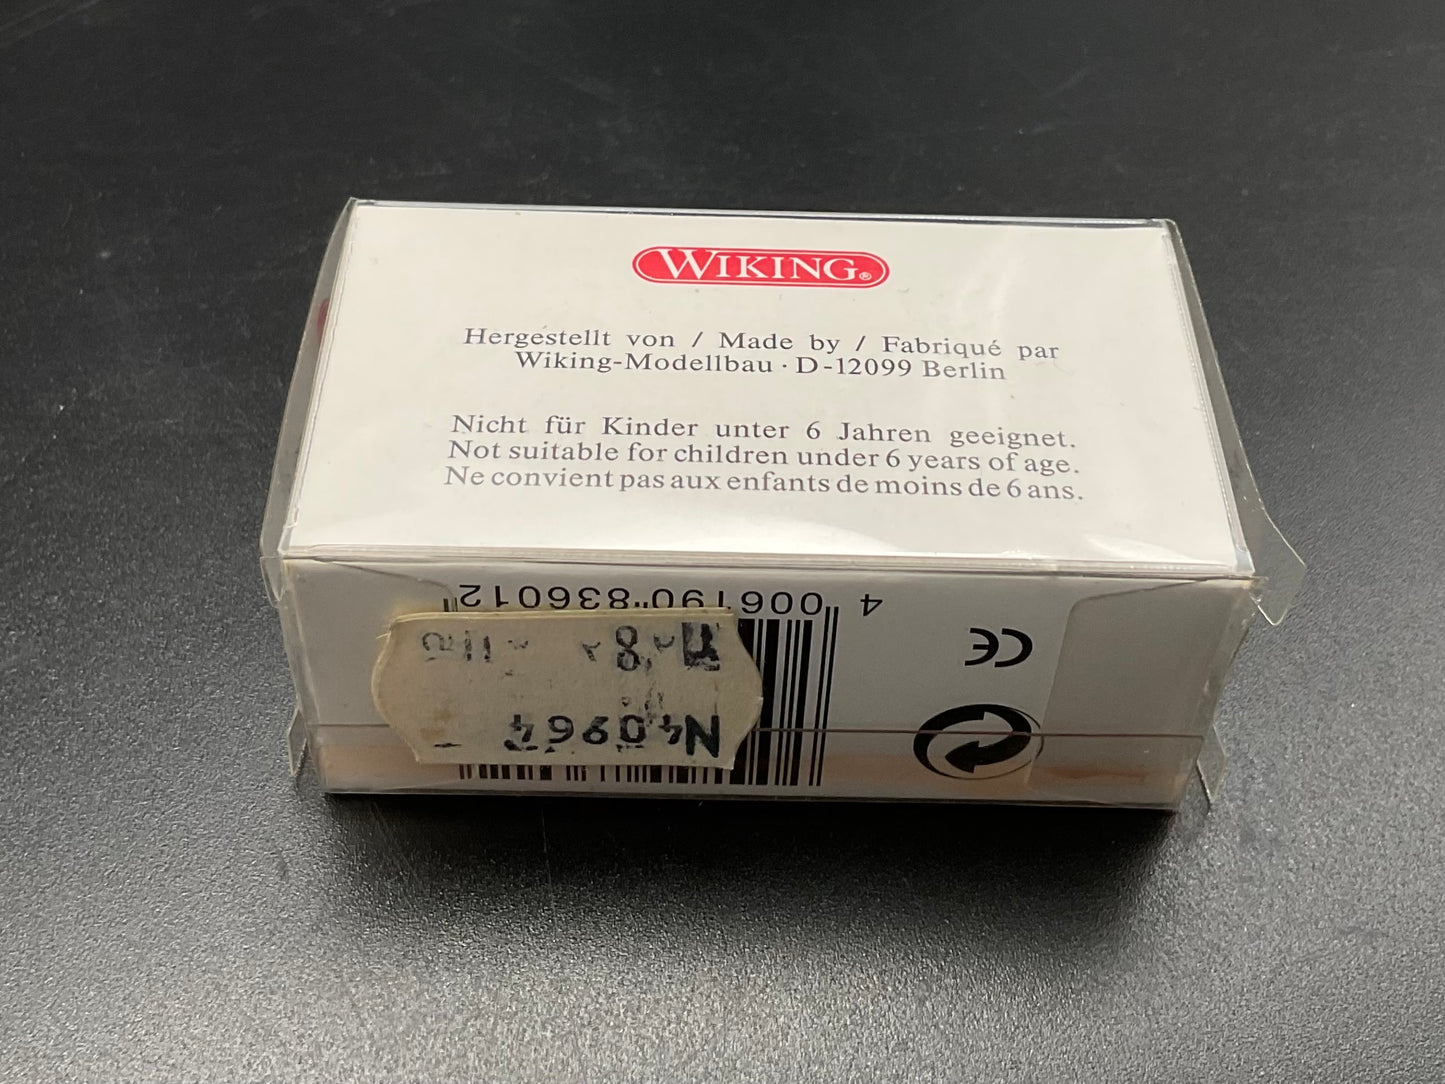 WIKING®
Hergestellt von / Made by / Fabriqué par
Wiking-Modellbau · D-12099 Berlin
Nicht für Kinder unter 6 Jahren geeignet.
Not suitable for children under 6 years of age.
Ne convient pas aux enfants de moins de 6 ans.
CE
4 006190 836012